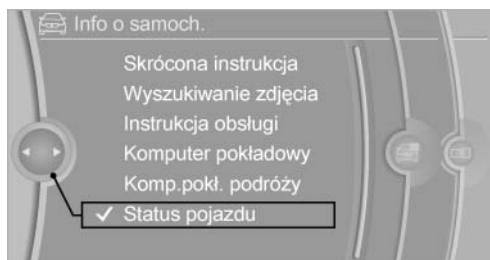 Info o samoch.
Skrócona instrukcja
Wyszukiwanie zdjęcia
Instrukcja obsługi
Komputer pokładowy
Komp.pokł. podróży
Status pojazdu